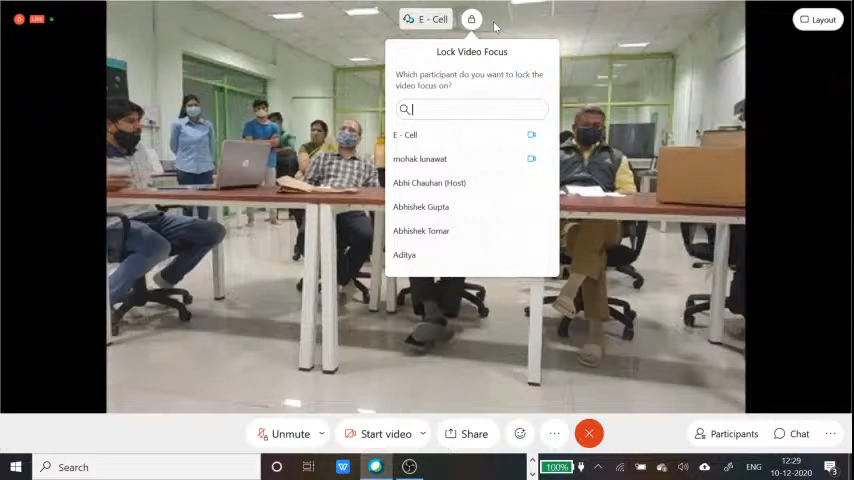 LIVE
E - Cell
Layout
Lock Video Focus
Which participant do you want to lock the
video focus on?
E - Cell
mohak lunawat
Abhi Chauhan (Host)
Abhishek Gupta
Abhishek Tomar
Aditya
Unmute
Start video
Share
Participants
Chat
Search
W
100%
ENG
12:29
10-12-2020
3